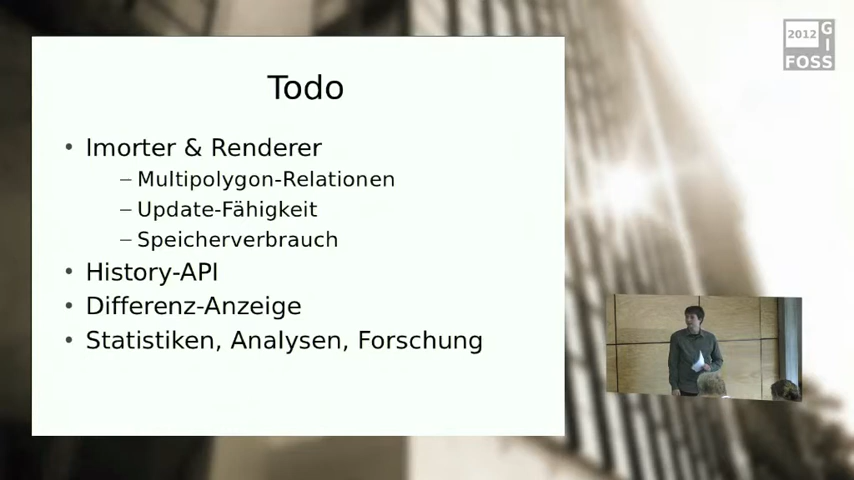 2012
G
I
FOSS
Todo
• Imorter & Renderer
– Multipolygon-Relationen
– Update-Fähigkeit
– Speicherverbrauch
• History-API
• Differenz-Anzeige
• Statistiken, Analysen, Forschung